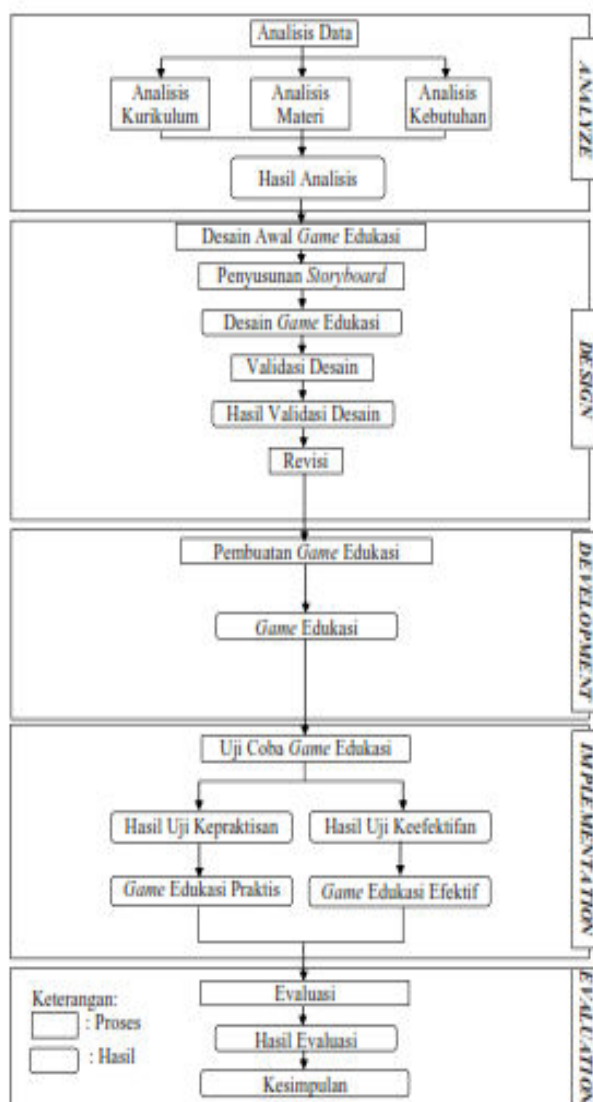 Analisis Data
Analisis
Kurikulum
Analisis
Materi
Analisis
Kebutuhan
Hasil Analisis
ANALYZE
Desain Awal Game Edukasi
Penyusunan Storyboard
Desain Game Edukasi
Validasi Desain
Hasil Validasi Desain
Revisi
DESIGN
Pembuatan Game Edukasi
Game Edukasi
DEVELOPMENT
Uji Coba Game Edukasi
Hasil Uji Kepraktisan
Hasil Uji Keefektifan
Game Edukasi Praktis
Game Edukasi Efektif
IMPLEMENTATION
Keterangan:
: Proses
: Hasil
Evaluasi
Hasil Evaluasi
Kesimpulan
EVALUATION